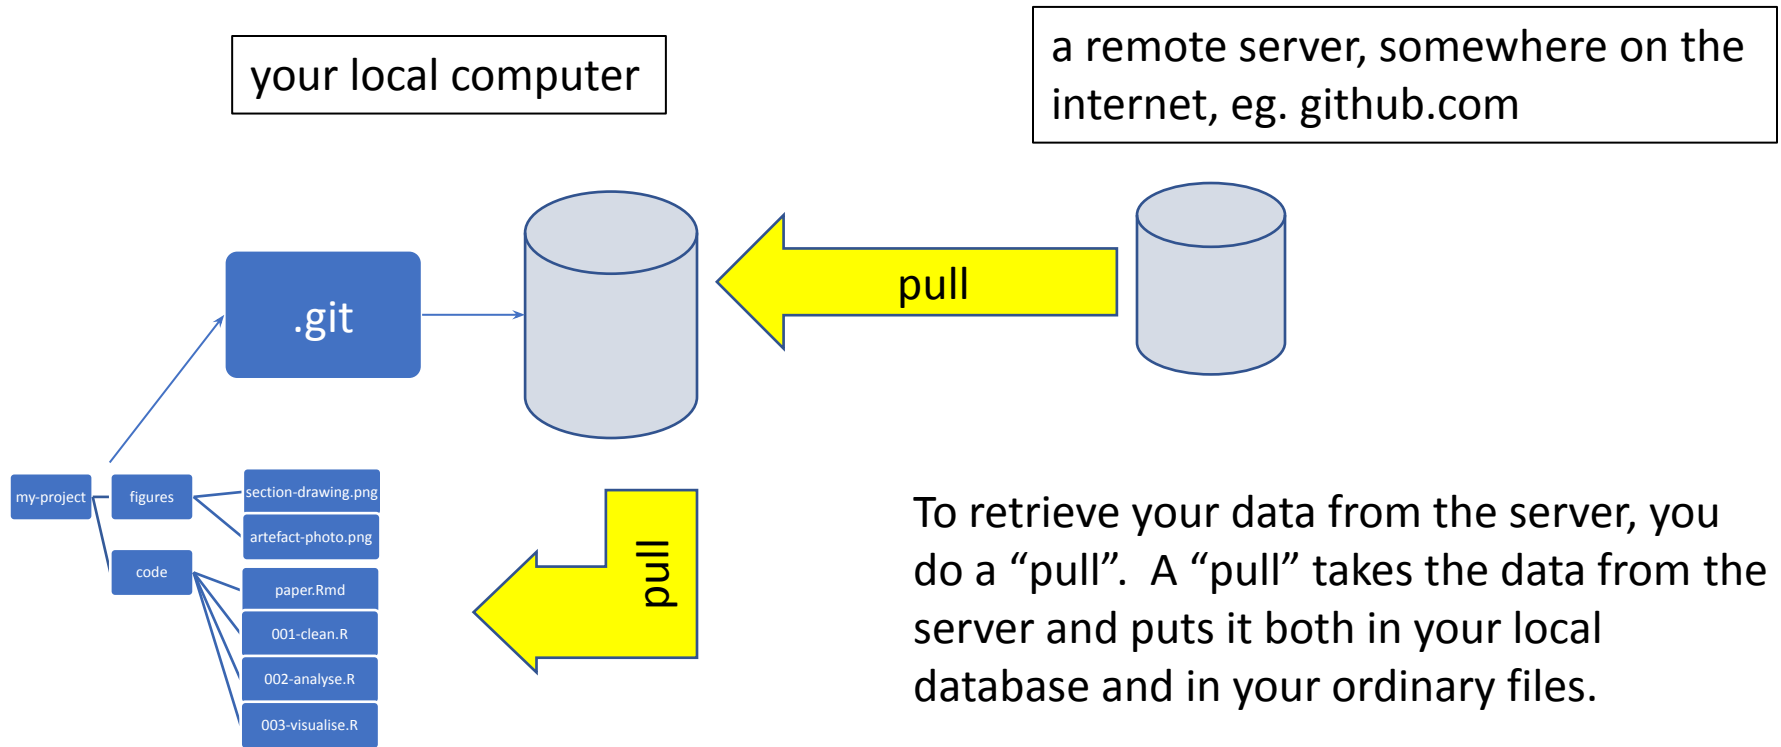 your local computer
a remote server, somewhere on the
internet, eg. github.com
.git
pull
my-project
figures
section-drawing.png
artefact-photo.png
code
paper.Rmd
001-clean.R
002-analyse.R
003-visualise.R
pull
To retrieve your data from the server, you
do a “pull”.  A “pull” takes the data from the
server and puts it both in your local
database and in your ordinary files.